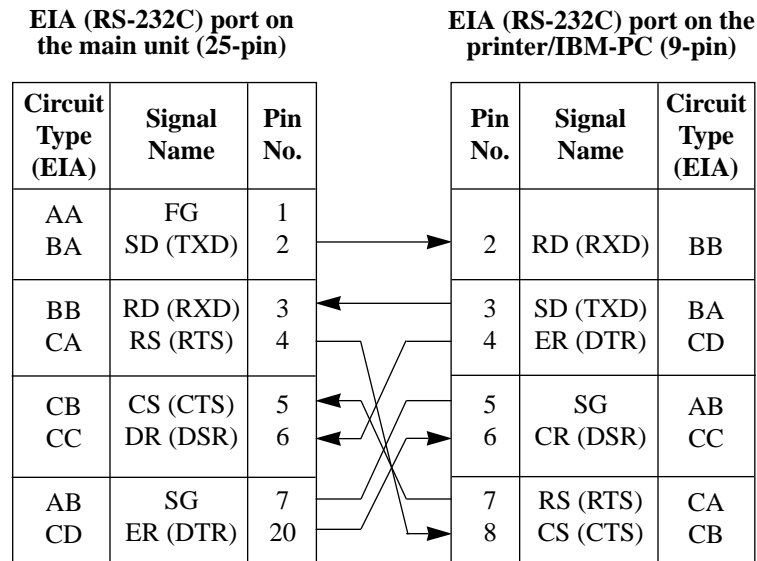 EIA (RS-232C) port on
the main unit (25-pin)
EIA (RS-232C) port on the
printer/IBM-PC (9-pin)
Circuit Type (EIA) Signal Name Pin No.
AA FG 1
BA SD (TXD) 2
BB RD (RXD) 3
CA RS (RTS) 4
CB CS (CTS) 5
CC DR (DSR) 6
AB SG 7
CD ER (DTR) 20
Pin No. Signal Name Circuit Type (EIA)
2 RD (RXD) BB
3 SD (TXD) BA
4 ER (DTR) CD
5 SG AB
6 CR (DSR) CC
7 RS (RTS) CA
8 CS (CTS) CB